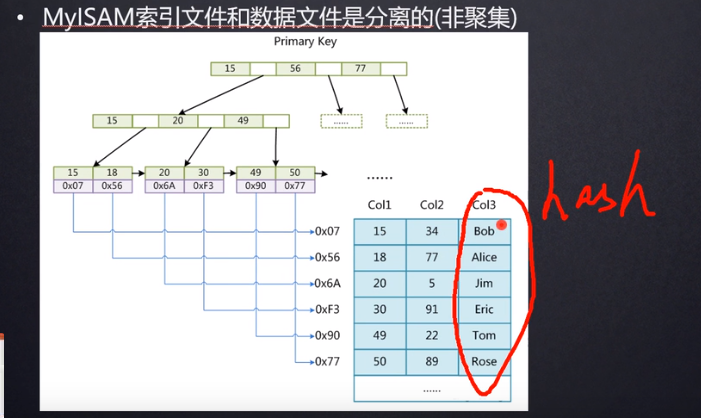 • MyISAM索引文件和数据文件是分离的(非聚集)
Primary Key
15 56 77
15 20 49
...... ......
15 18 20 30 49 50
0x07 0x56 0x6A 0xF3 0x90 0x77
......
hash
Col1 Col2 Col3
0x07 15 34 Bob
0x56 18 77 Alice
0x6A 20 5 Jim
0xF3 30 91 Eric
0x90 49 22 Tom
0x77 50 89 Rose
......